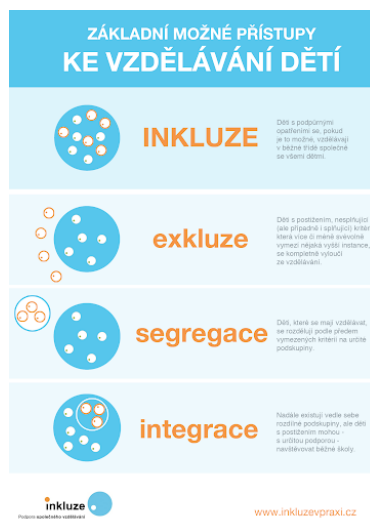 ZÁKLADNÍ MOŽNÉ PŘÍSTUPY
KE VZDĚLÁVÁNÍ DĚTÍ
INKLUZE
Děti s podpůrnými
opatřeními se, pokud
je to možné, vzdělávají
v běžné třídě společně
se všemi dětmi.
exkluze
Děti s postižením, nesplňující
(ale případně i splňující) kritéria
která více či méně svévolně
vymezí nějaká vyšší instance,
se kompletně vyloučí
ze vzdělávání.
segregace
Děti, které se mají vzdělávat,
se rozdělují podle předem
vymezených kritérií na určité
podskupiny.
integrace
Nadále existují vedle sebe
rozdílné podskupiny, ale děti
s postižením mohou -
s určitou podporou -
navštěvovat běžné školy.
inkluze
Podpora společného vzdělávání
www.inkluzevpraxi.cz